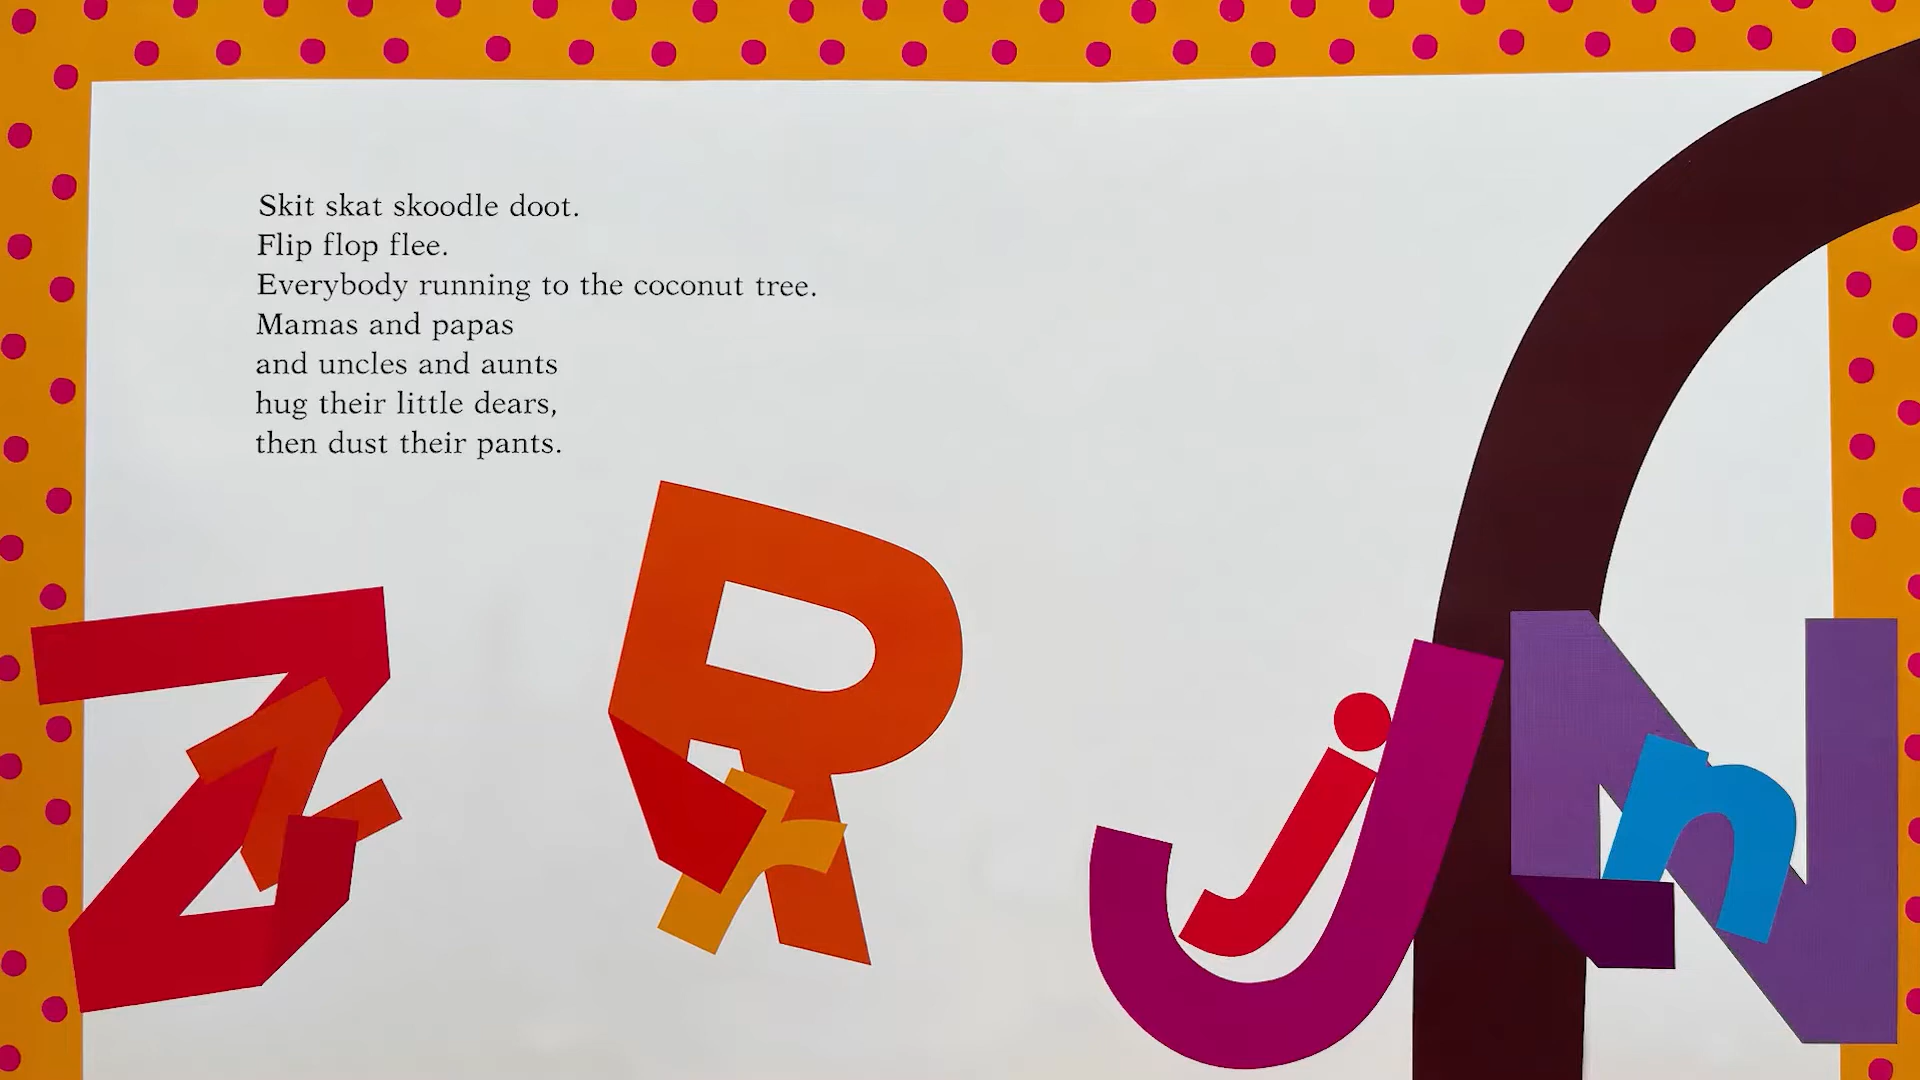 Skit skat skoodle doot.
Flip flop flee.
Everybody running to the coconut tree.
Mamas and papas
and uncles and aunts
hug their little dears,
then dust their pants.
Z z R r J j N n